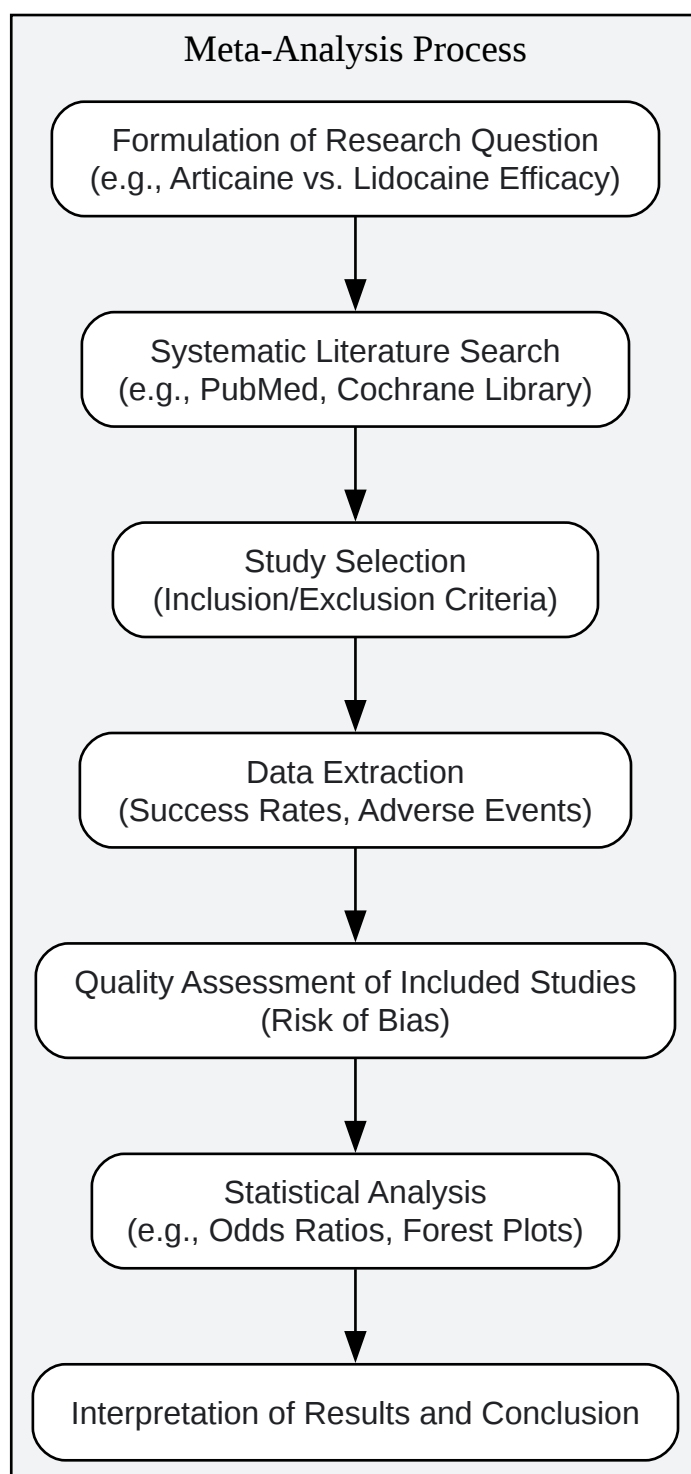 Meta-Analysis Process
Formulation of Research Question
(e.g., Articaine vs. Lidocaine Efficacy)
Systematic Literature Search
(e.g., PubMed, Cochrane Library)
Study Selection
(Inclusion/Exclusion Criteria)
Data Extraction
(Success Rates, Adverse Events)
Quality Assessment of Included Studies
(Risk of Bias)
Statistical Analysis
(e.g., Odds Ratios, Forest Plots)
Interpretation of Results and Conclusion